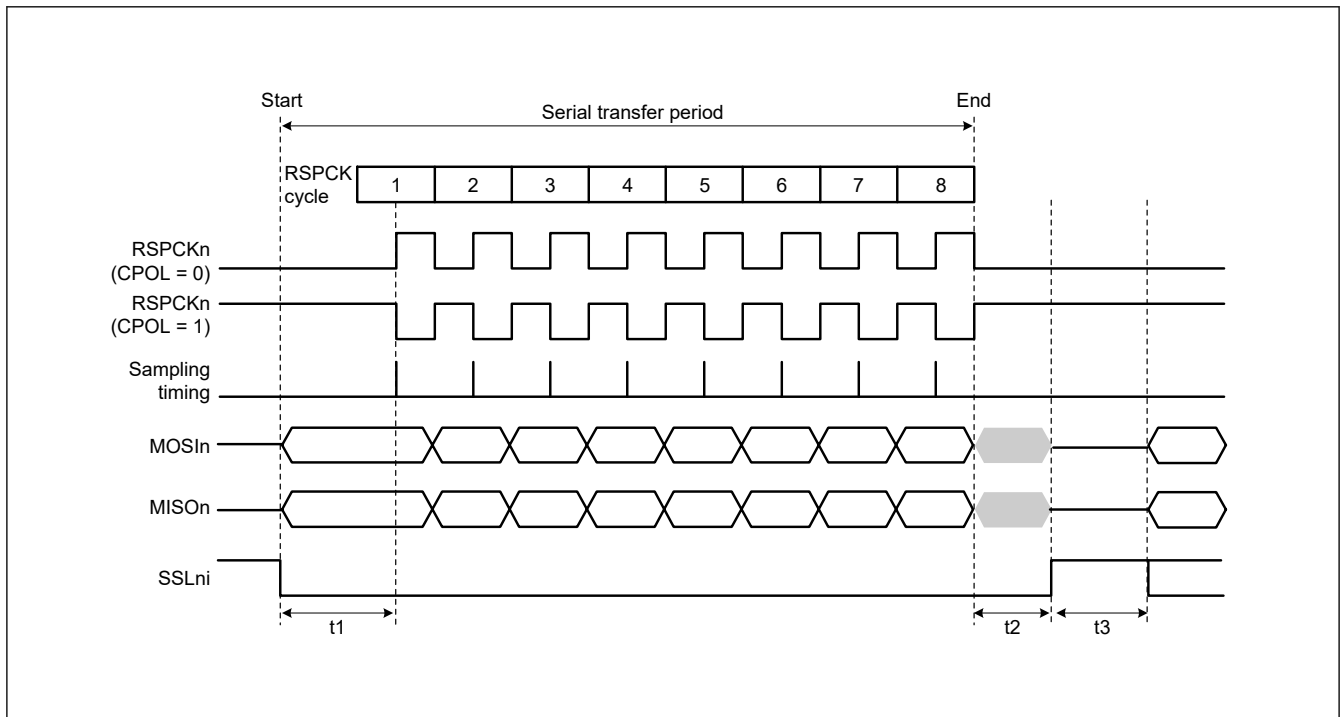 Start
End
Serial transfer period
RSPCK
cycle
1 2 3 4 5 6 7 8
RSPCKn
(CPOL = 0)
RSPCKn
(CPOL = 1)
Sampling
timing
MOSIn
MISOn
SSLni
t1
t2
t3